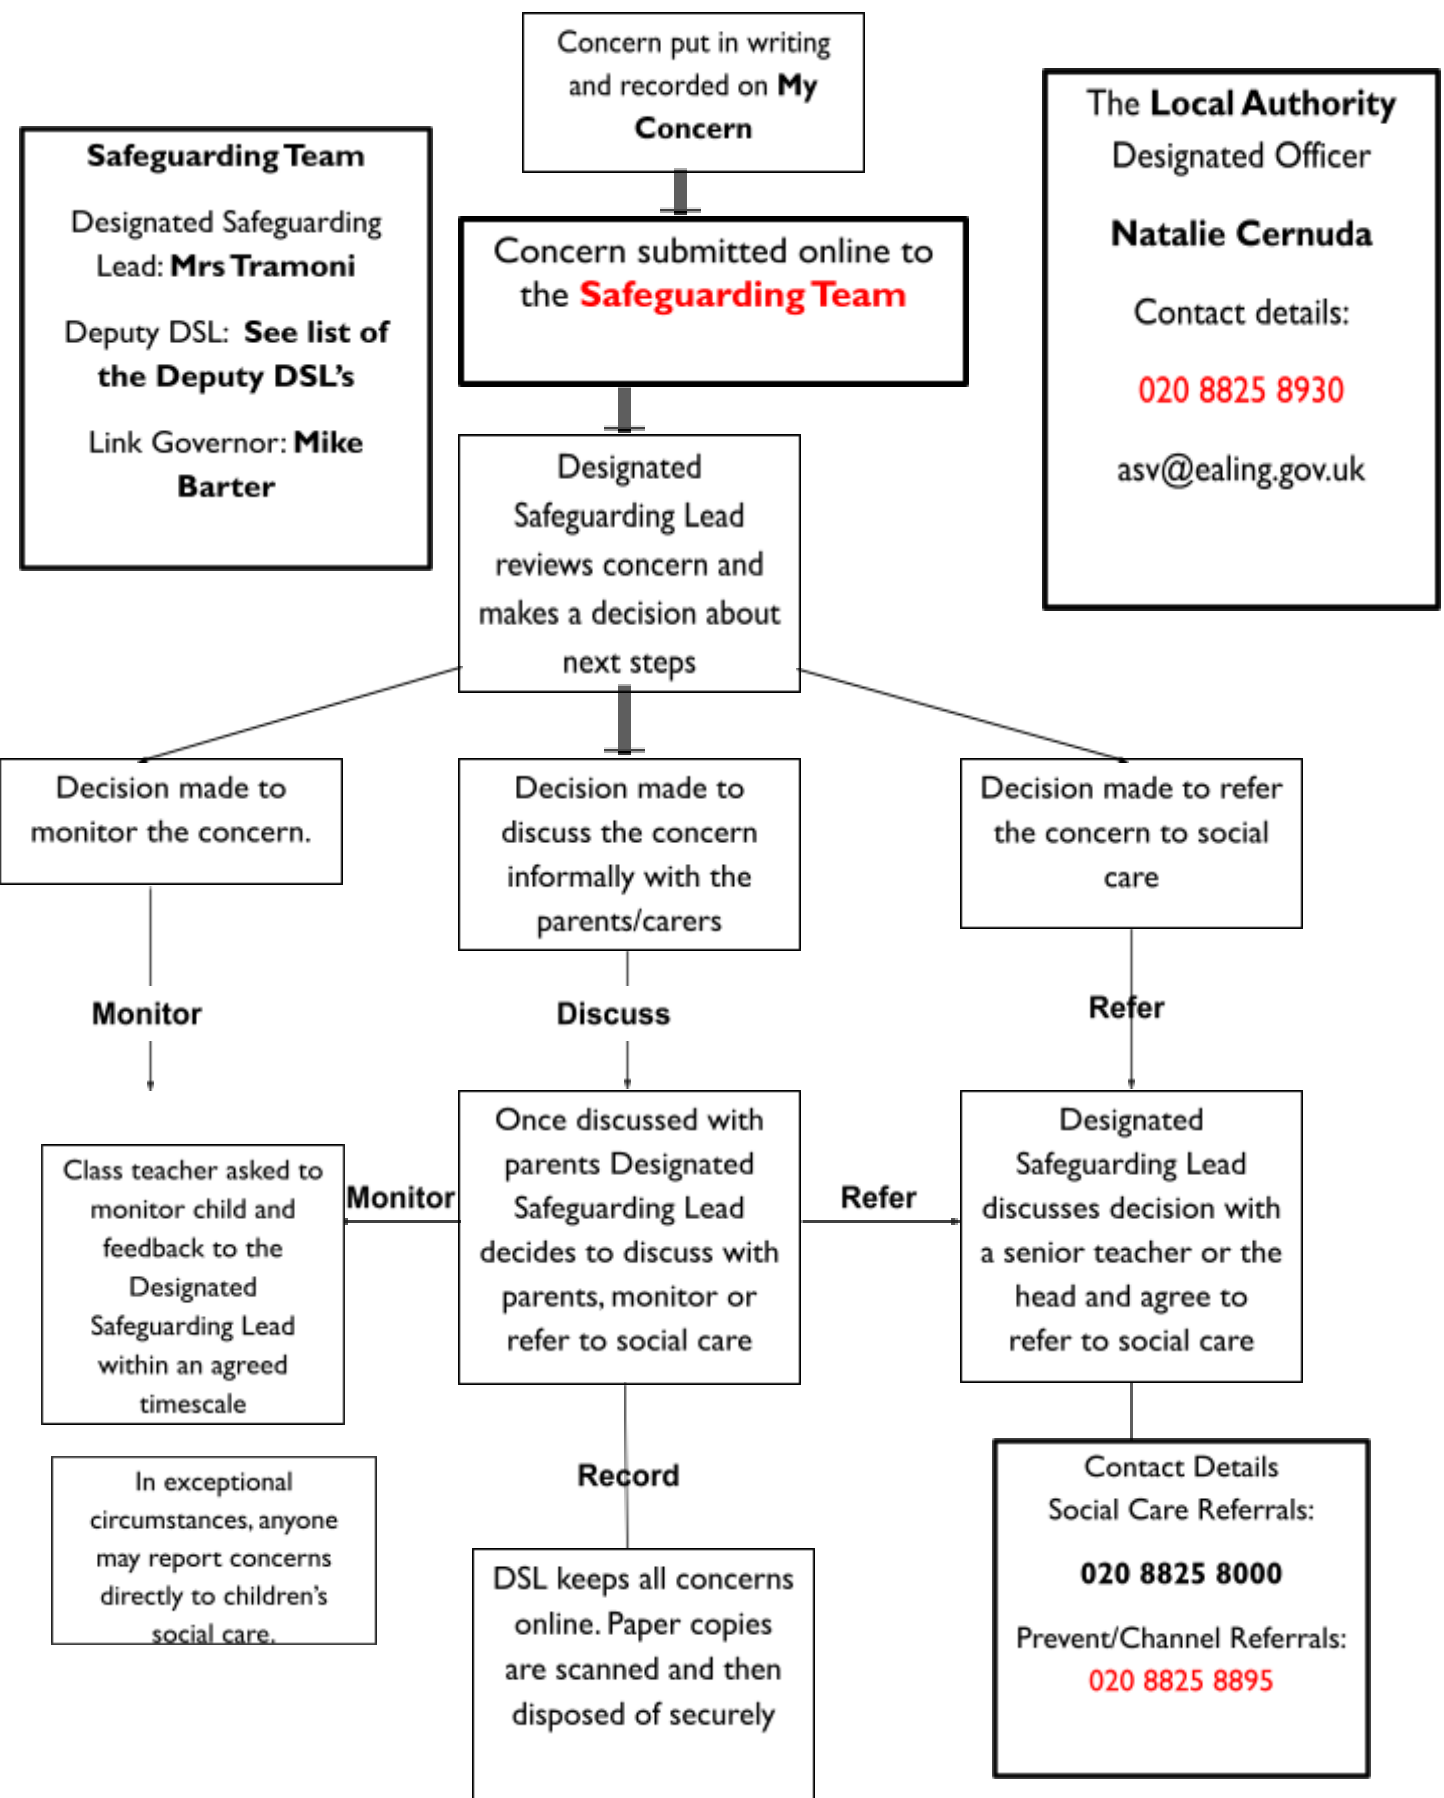 Concern put in writing
and recorded on My
Concern
Safeguarding Team
Designated Safeguarding
Lead: Mrs Tramoni
Deputy DSL: See list of
the Deputy DSL's
Link Governor: Mike
Barter
Concern submitted online to
the Safeguarding Team
The Local Authority
Designated Officer
Natalie Cernuda
Contact details:
020 8825 8930
asv@ealing.gov.uk
Designated
Safeguarding Lead
reviews concern and
makes a decision about
next steps
Decision made to
monitor the concern.
Decision made to
discuss the concern
informally with the
parents/carers
Decision made to refer
the concern to social
care
Monitor
Discuss
Refer
Class teacher asked to
monitor child and
feedback to the
Designated
Safeguarding Lead
within an agreed
timescale
Monitor
Once discussed with
parents Designated
Safeguarding Lead
decides to discuss with
parents, monitor or
refer to social care
Refer
Designated
Safeguarding Lead
discusses decision with
a senior teacher or the
head and agree to
refer to social care
In exceptional
circumstances, anyone
may report concerns
directly to children's
social care.
Record
DSL keeps all concerns
online. Paper copies
are scanned and then
disposed of securely
Contact Details
Social Care Referrals:
020 8825 8000
Prevent/Channel Referrals:
020 8825 8895